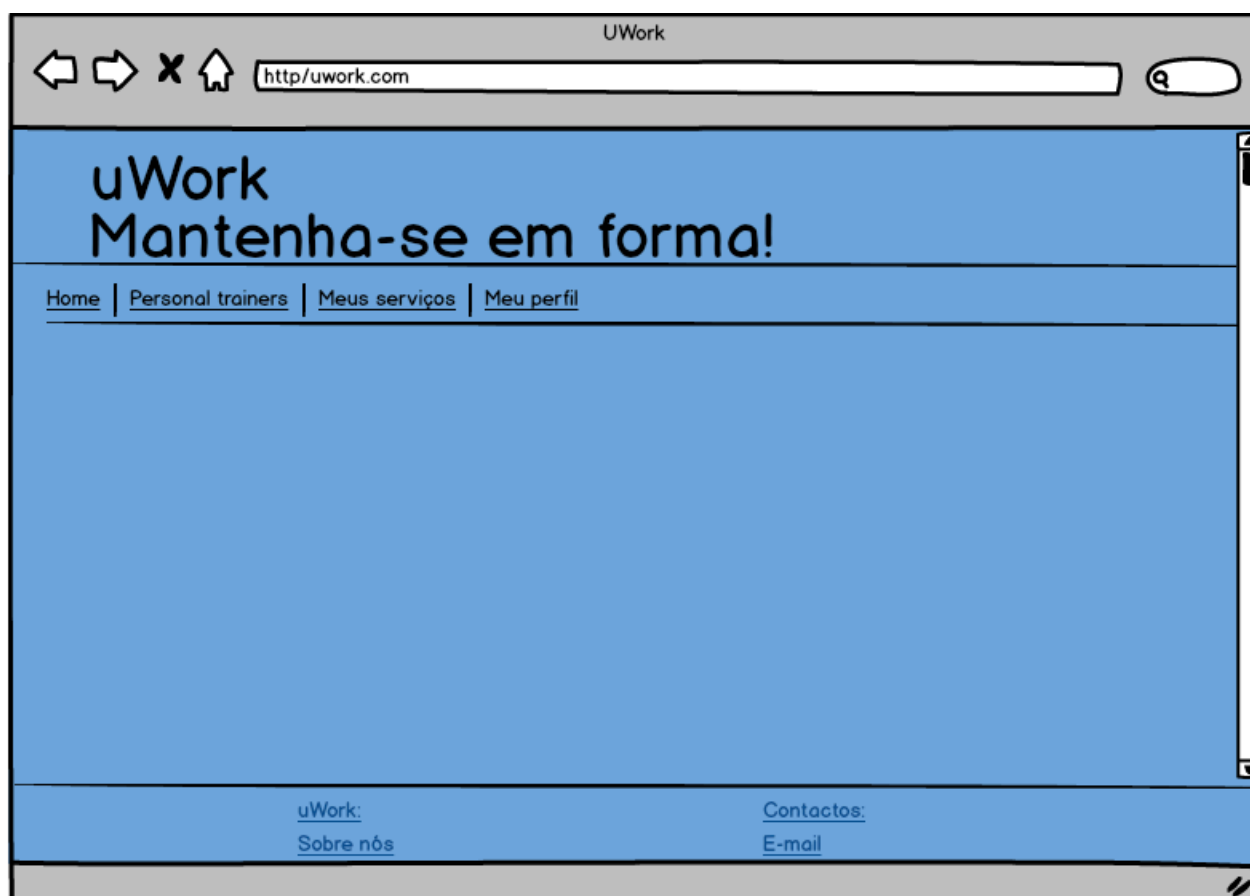 UWork
http/uwork.com
uWork
Mantenha-se em forma!
Home Personal trainers Meus serviços Meu perfil
uWork: Contactos:
Sobre nós E-mail